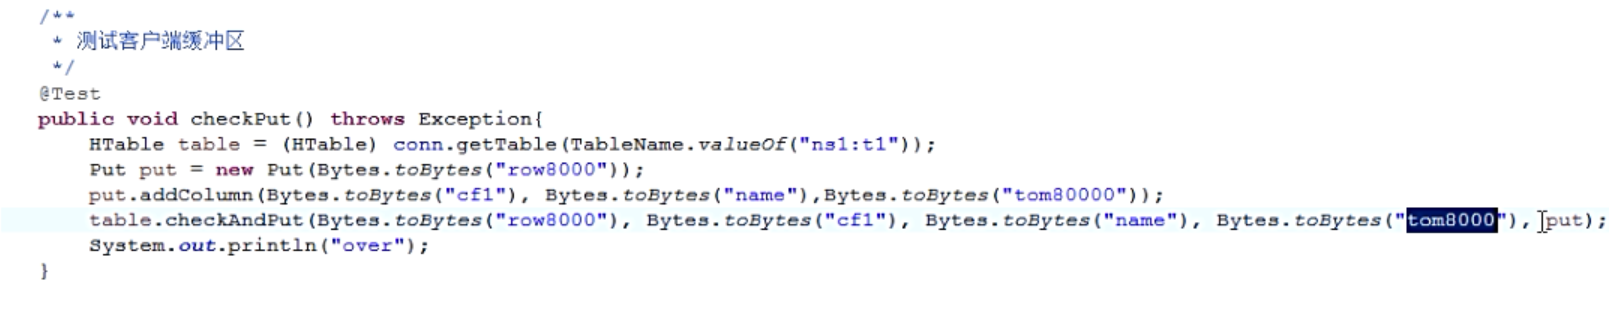 /**
 * 测试客户端缓冲区
 */
@Test
public void checkPut() throws Exception{
    HTable table = (HTable) conn.getTable(TableName.valueOf("ns1:t1"));
    Put put = new Put(Bytes.toBytes("row8000"));
    put.addColumn(Bytes.toBytes("cf1"), Bytes.toBytes("name"),Bytes.toBytes("tom80000"));
    table.checkAndPut(Bytes.toBytes("row8000"), Bytes.toBytes("cf1"), Bytes.toBytes("name"), Bytes.toBytes("tom8000"), put);
    System.out.println("over");
}